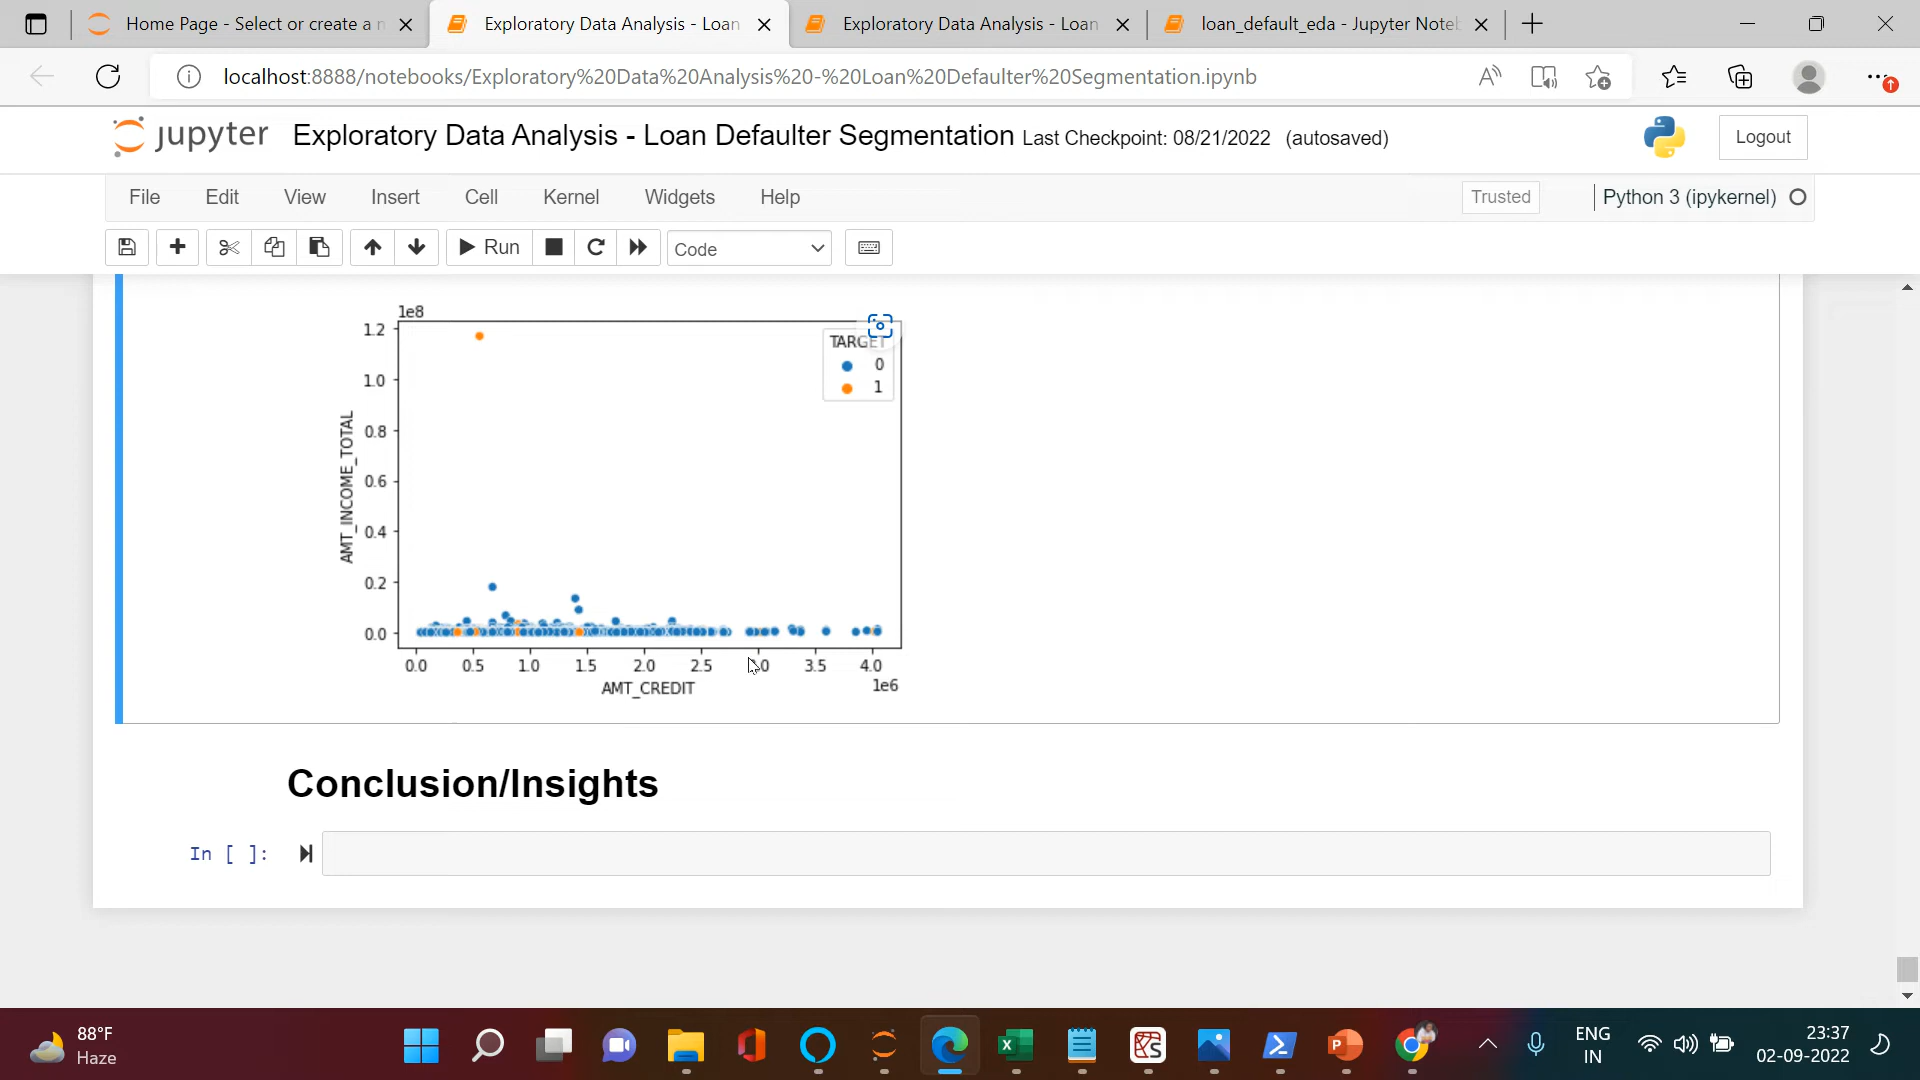 Home Page - Select or create a n
Exploratory Data Analysis - Loan
Exploratory Data Analysis - Loan
loan_default_eda - Jupyter Note
localhost:8888/notebooks/Exploratory%20Data%20Analysis%20-%20Loan%20Defaulter%20Segmentation.ipynb
jupyter Exploratory Data Analysis - Loan Defaulter Segmentation Last Checkpoint: 08/21/2022 (autosaved)
Logout
File Edit View Insert Cell Kernel Widgets Help
Trusted
Python 3 (ipykernel)
Run
Code
1e8
1.2
1.0
0.8
0.6
0.4
0.2
0.0
AMT_INCOME_TOTAL
TARGET
0
1
0.0 0.5 1.0 1.5 2.0 2.5 3.5 4.0
AMT_CREDIT
1e6
Conclusion/Insights
In [ ]:
88°F
Haze
ENG
IN
23:37
02-09-2022